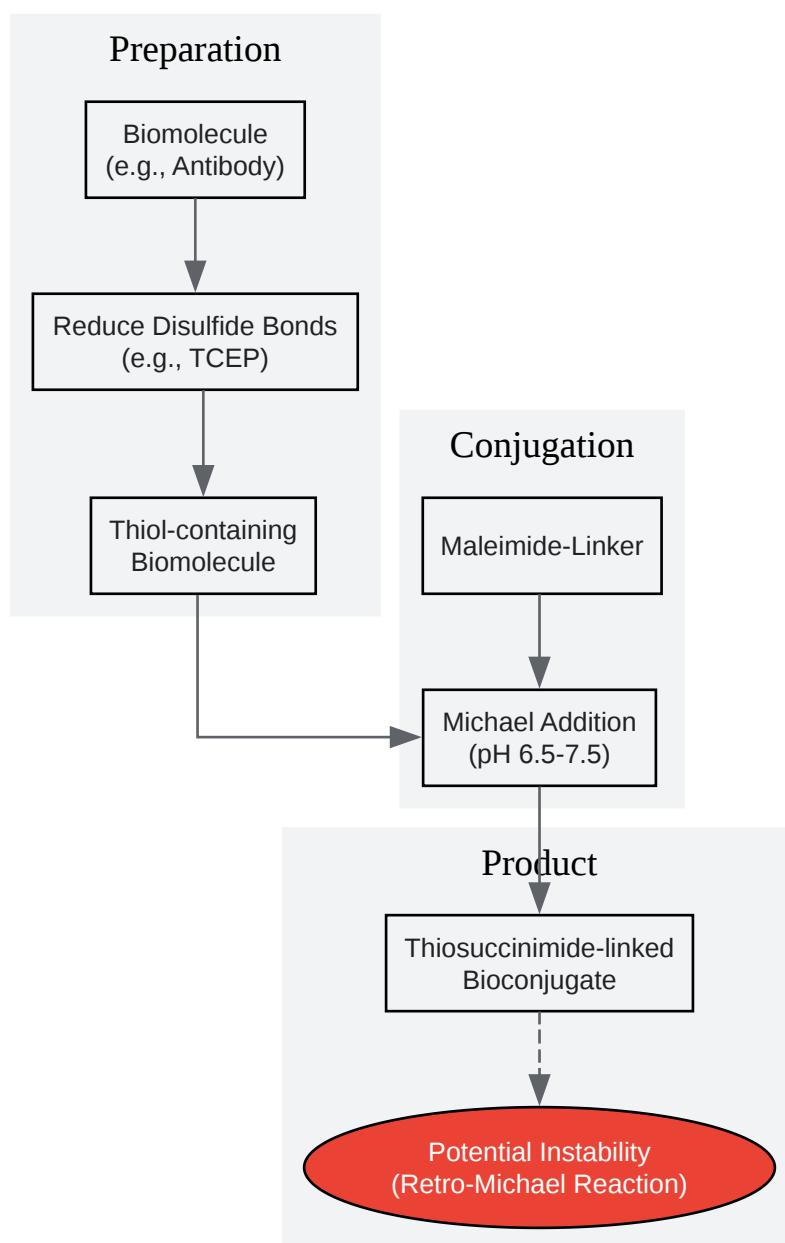 Preparation
Biomolecule
(e.g., Antibody)
Reduce Disulfide Bonds
(e.g., TCEP)
Thiol-containing
Biomolecule
Conjugation
Maleimide-Linker
Michael Addition
(pH 6.5-7.5)
Product
Thiosuccinimide-linked
Bioconjugate
Potential Instability
(Retro-Michael Reaction)